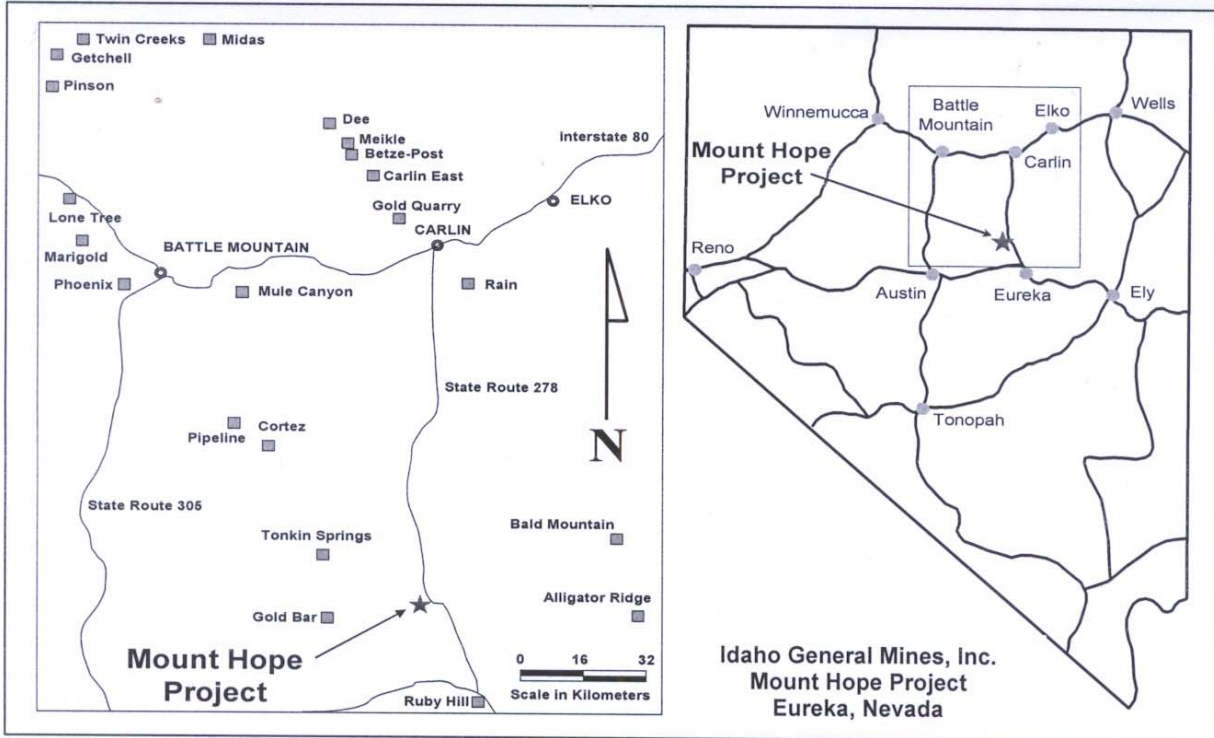 Twin Creeks
Midas
Getchell
Pinson
Dee
Meikle
Betze-Post
Interstate 80
Carlin East
Lone Tree
Gold Quarry
ELKO
CARLIN
Marigold
BATTLE MOUNTAIN
Phoenix
Mule Canyon
Rain
State Route 278
N
Pipeline
Cortez
State Route 305
Tonkin Springs
Bald Mountain
Gold Bar
Alligator Ridge
Mount Hope
Project
0 16 32
Scale in Kilometers
Ruby Hill
Winnemucca
Battle
Mountain
Elko
Wells
Mount Hope
Project
Carlin
Reno
Austin
Eureka
Ely
Tonopah
Idaho General Mines, Inc.
Mount Hope Project
Eureka, Nevada